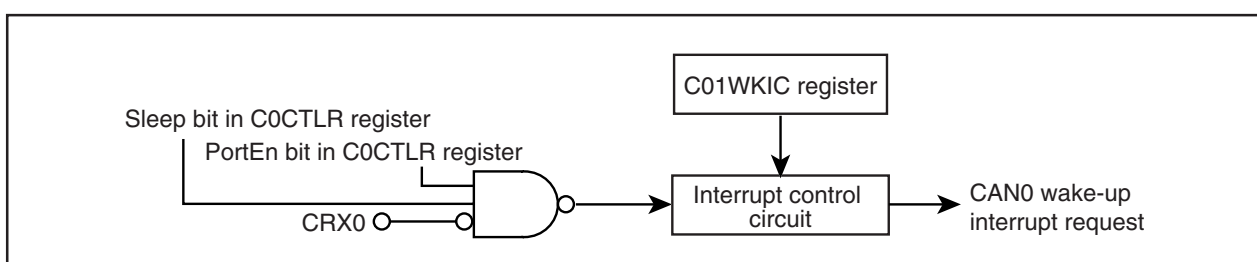 C01WKIC register
Sleep bit in C0CTLR register
PortEn bit in C0CTLR register
CRX0
Interrupt control
circuit
CAN0 wake-up
interrupt request